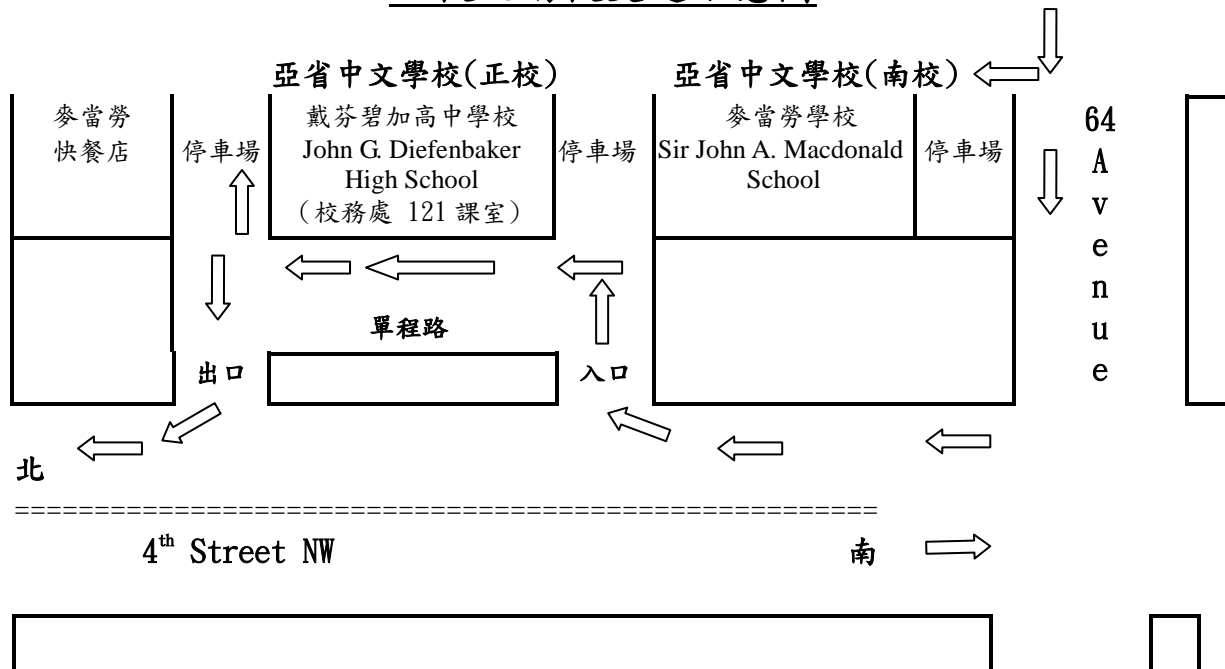 亞省中文學校(正校)
亞省中文學校(南校)
麥當勞
快餐店
停車場
戴芬碧加高中學校
John G. Diefenbaker
High School
(校務處 121 課室)
停車場
麥當勞學校
Sir John A. Macdonald
School
停車場
64
A
v
e
n
u
e
單程路
出口
入口
北
======================================================
4th Street NW
南